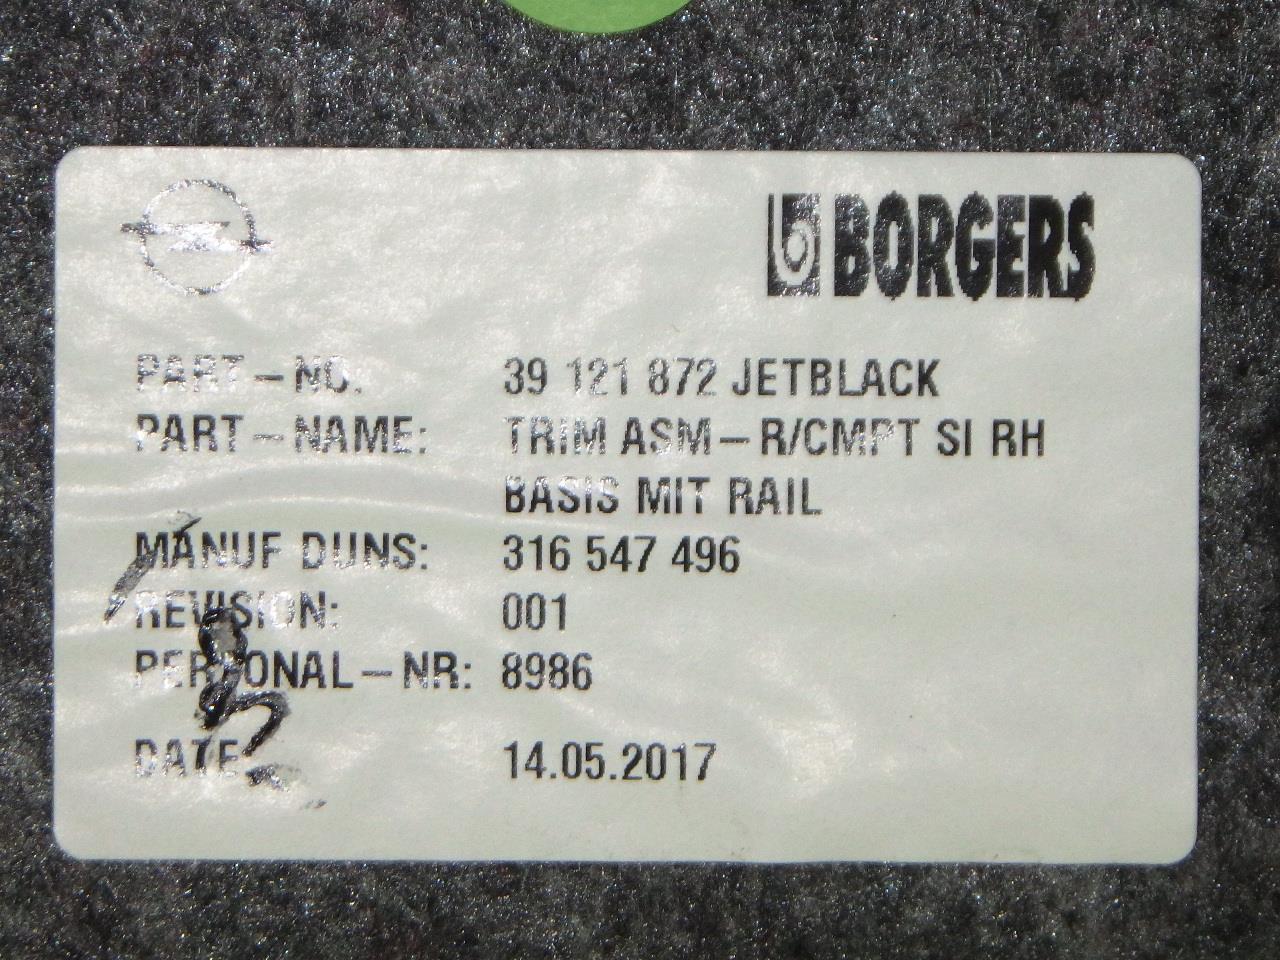 BORGERS
PART-NO. 39 121 872 JETBLACK
PART-NAME: TRIM ASM-R/CMPT SI RH
BASIS MIT RAIL
MANUF DUNS: 316 547 496
REVISION: 001
PERSONAL-NR: 8986
DATE 14.05.2017